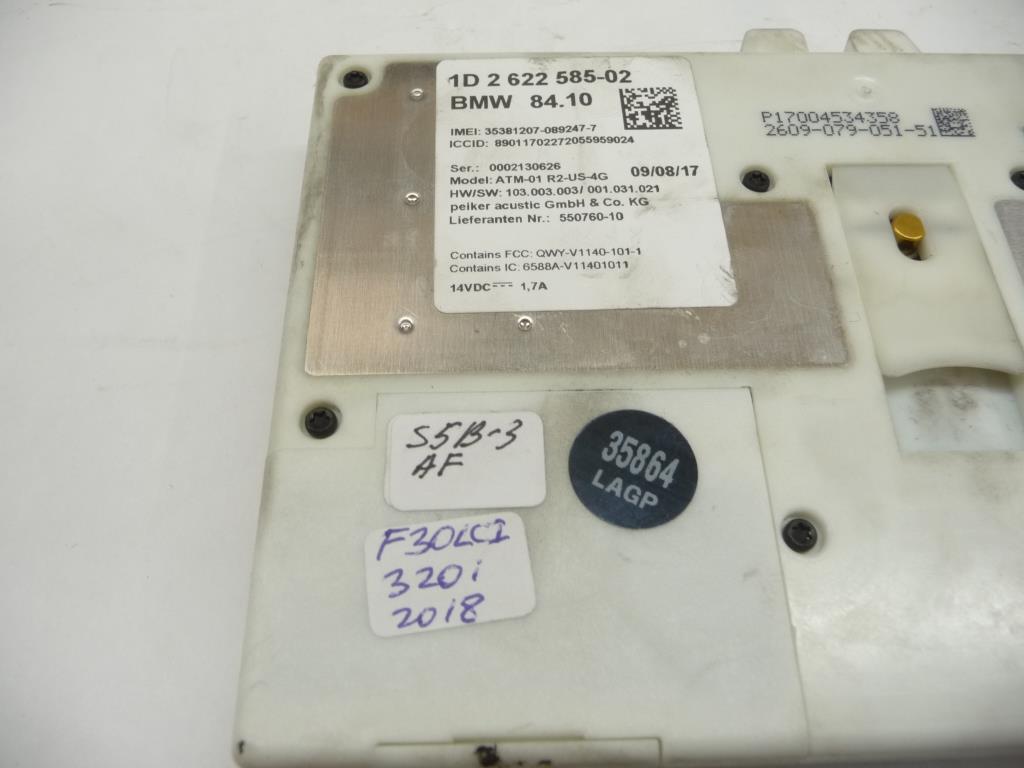 1D 2 622 585-02
BMW 84.10
IMEI: 35381207-089247-7
ICCID: 89011702272055959024
Ser.: 0002130626
Model: ATM-01 R2-US-4G 09/08/17
HW/SW: 103.003.003/ 001.031.021
peiker acustic GmbH & Co. KG
Lieferanten Nr.: 550760-10
Contains FCC: QWY-V1140-101-1
Contains IC: 6588A-V11401011
14VDC 1,7A
P17004534358
2609-079-051-51
S5B-3
AF
35864
LAGP
F30LCI
320i
2018